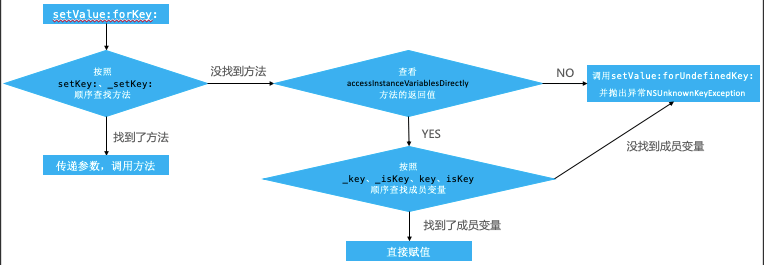 setValue:forKey:
按照
setKey:、_setKey:
顺序查找方法
没找到方法
查看
accessInstanceVariablesDirectly
方法的返回值
NO
调用setValue:forUndefinedKey:
并抛出异常NSUnknownKeyException
找到了方法
YES
没找到成员变量
传递参数，调用方法
按照
_key、_isKey、key、isKey
顺序查找成员变量
找到了成员变量
直接赋值